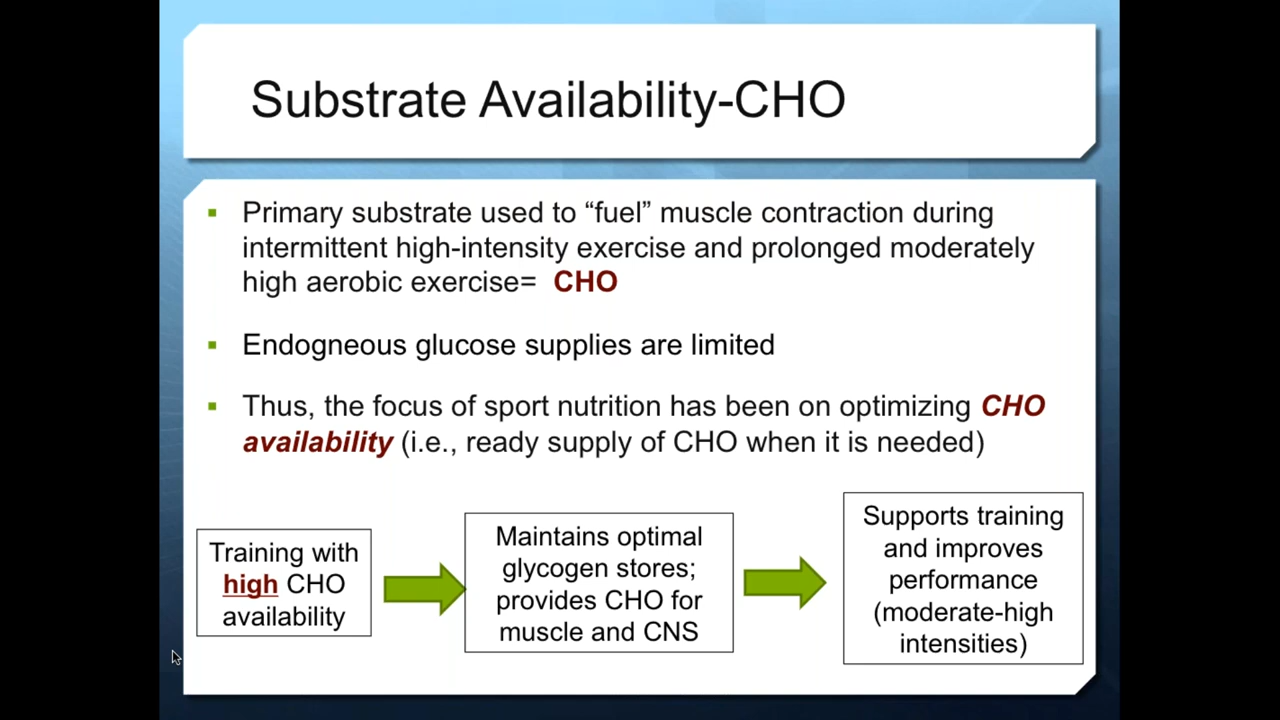 Substrate Availability-CHO
Primary substrate used to “fuel” muscle contraction during
intermittent high-intensity exercise and prolonged moderately
high aerobic exercise= CHO
Endogneous glucose supplies are limited
Thus, the focus of sport nutrition has been on optimizing CHO
availability (i.e., ready supply of CHO when it is needed)
Training with
high CHO
availability
Maintains optimal
glycogen stores;
provides CHO for
muscle and CNS
Supports training
and improves
performance
(moderate-high
intensities)